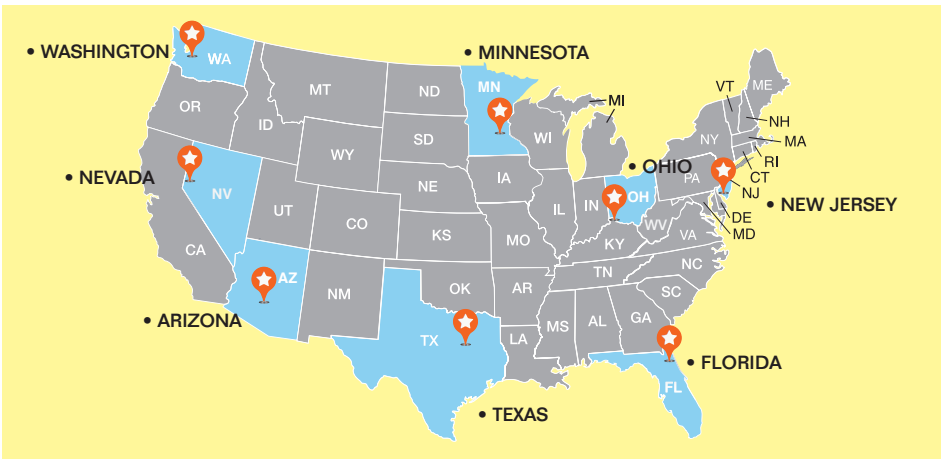 • WASHINGTON
• MINNESOTA
• NEVADA
• OHIO
• NEW JERSEY
• ARIZONA
• FLORIDA
• TEXAS
WA
MT
ND
MN
MI
VT
ME
OR
ID
SD
WI
NY
NH
MA
WY
IA
PA
RI
CT
NJ
NV
NE
OH
IN
IL
DE
MD
UT
CO
KS
MO
KY
WV
VA
CA
AZ
NM
OK
AR
TN
NC
SC
TX
LA
MS
AL
GA
FL